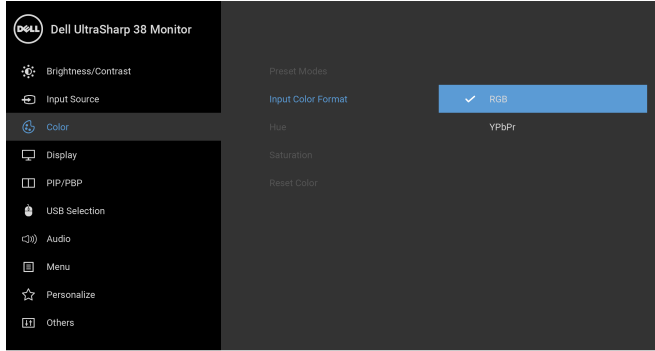 DELL
Dell UltraSharp 38 Monitor
Brightness/Contrast
Input Source
Color
Display
PIP/PBP
USB Selection
Audio
Menu
Personalize
Others
Preset Modes
Input Color Format
Hue
Saturation
Reset Color
RGB
YPbPr